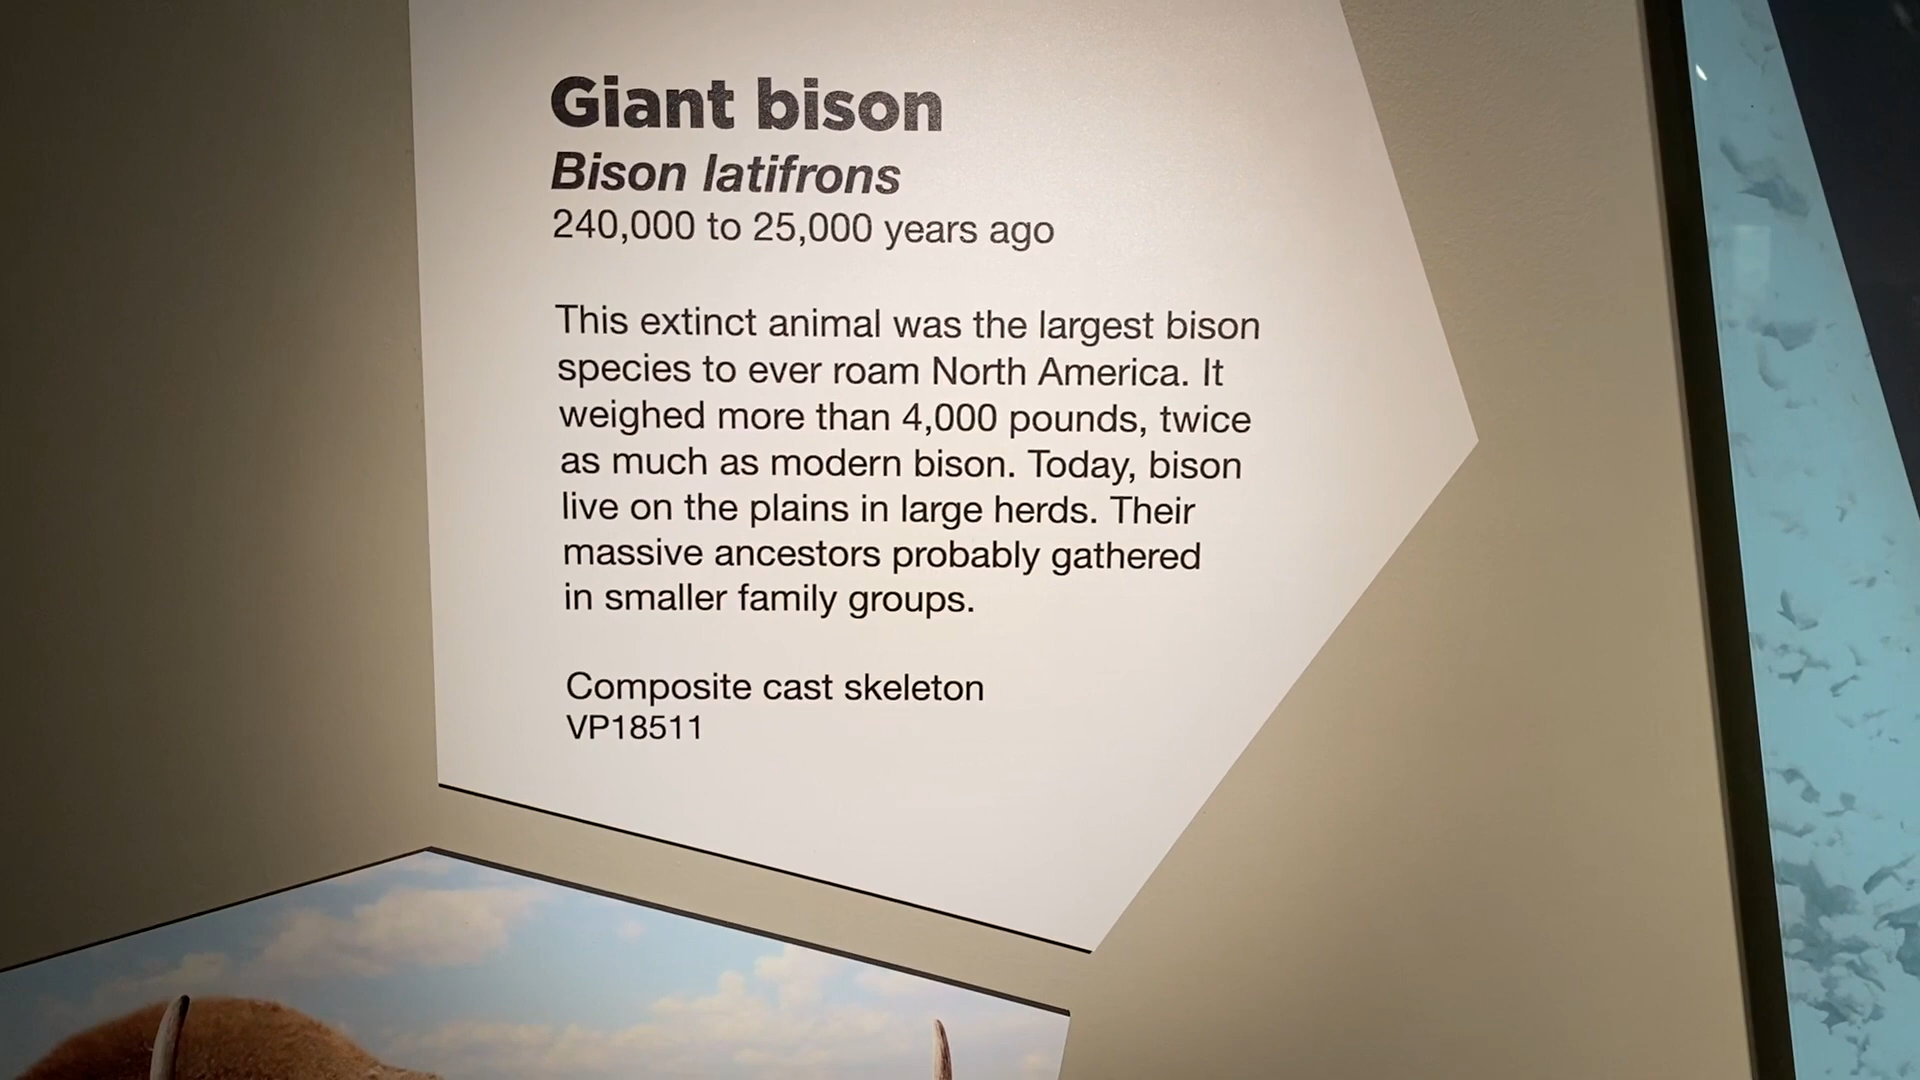 Giant bison
Bison latifrons
240,000 to 25,000 years ago
This extinct animal was the largest bison
species to ever roam North America. It
weighed more than 4,000 pounds, twice
as much as modern bison. Today, bison
live on the plains in large herds. Their
massive ancestors probably gathered
in smaller family groups.
Composite cast skeleton
VP18511